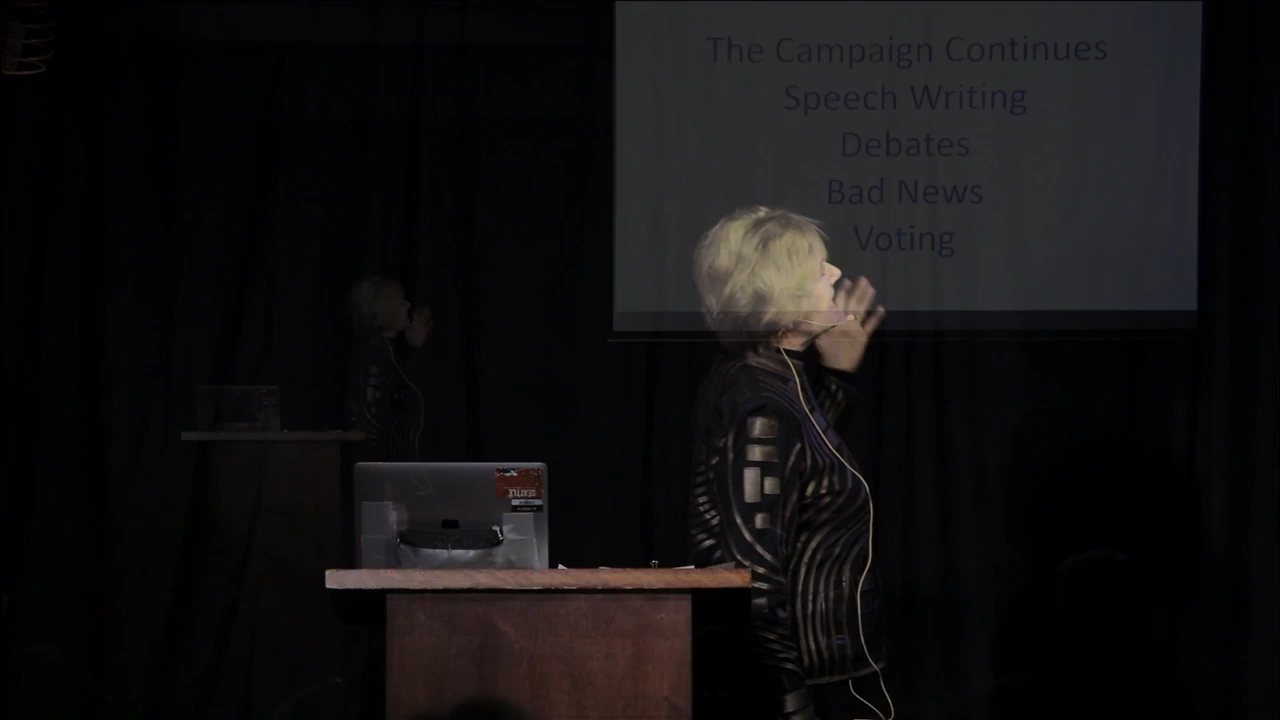 The Campaign Continues
Speech Writing
Debates
Bad News
Voting
SEATTLE